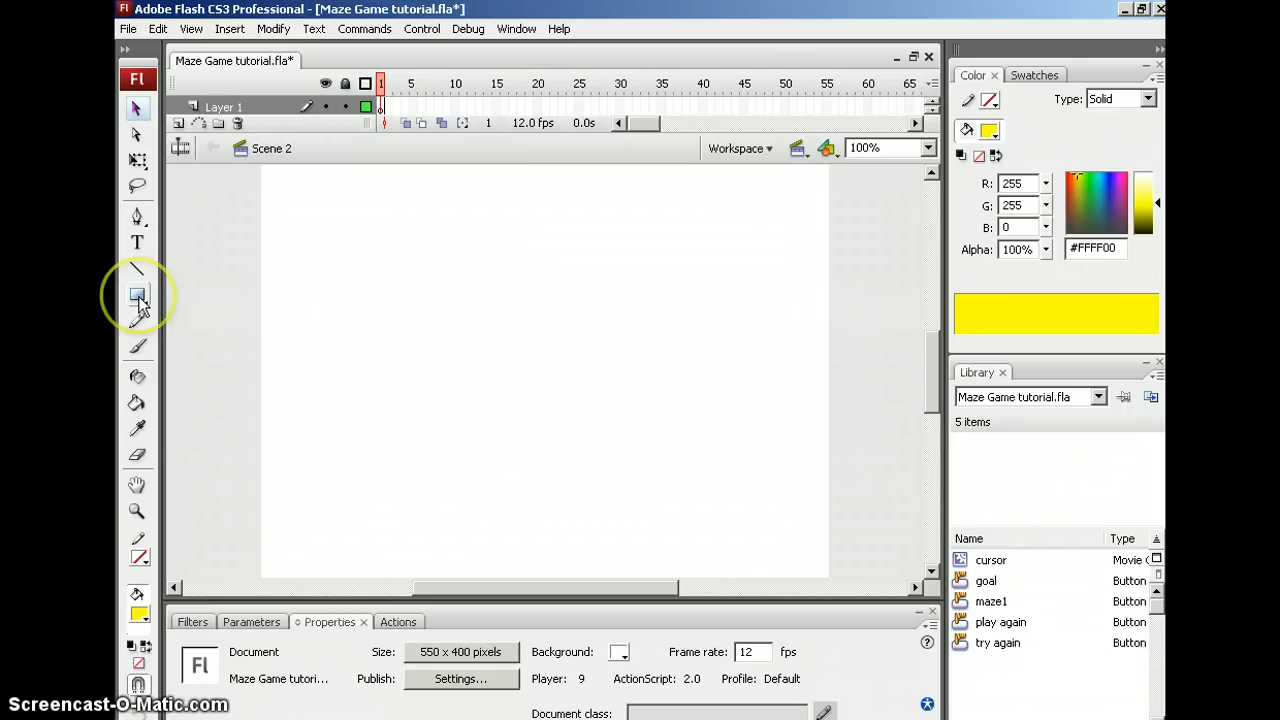 Adobe Flash CS3 Professional - [Maze Game tutorial.fla*]
File Edit View Insert Modify Text Commands Control Debug Window Help
Maze Game tutorial.fla*
1 5 10 15 20 25 30 35 40 45 50 55 60 65
Layer 1
1 12.0 fps 0.0s
Scene 2
Workspace
100%
Fl
T
Color Swatches
Type: Solid
R: 255
G: 255
B: 0
Alpha: 100% #FFFF00
Library
Maze Game tutorial.fla
5 items
Name Type
cursor Movie
goal Button
maze1 Button
play again Button
try again Button
Filters Parameters Properties Actions
Fl
Document
Maze Game tutori...
Size: 550 x 400 pixels Background: Frame rate: 12 fps
Publish: Settings... Player: 9 ActionScript: 2.0 Profile: Default
Document class:
Screencast-O-Matic.com